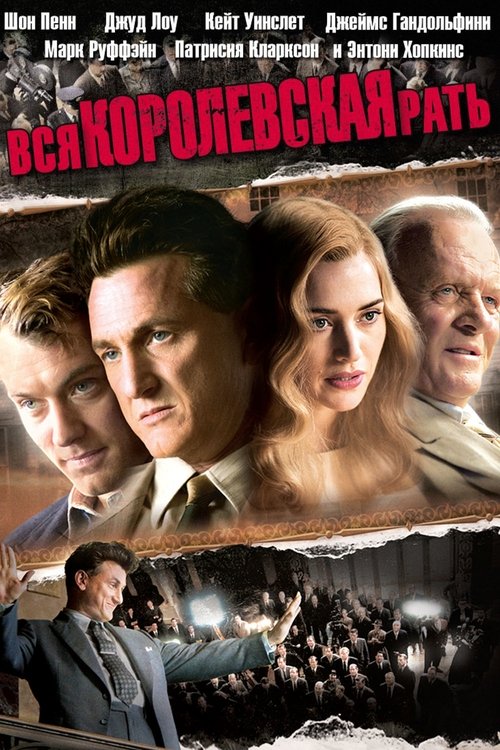 Шон Пенн Джуд Лоу Кейт Уинслет Джеймс Гандольфини
Марк Руффэйн Патрисия Кларксон и Энтони Хопкинс
ВСЯ КОРОЛЕВСКАЯ РАТЬ